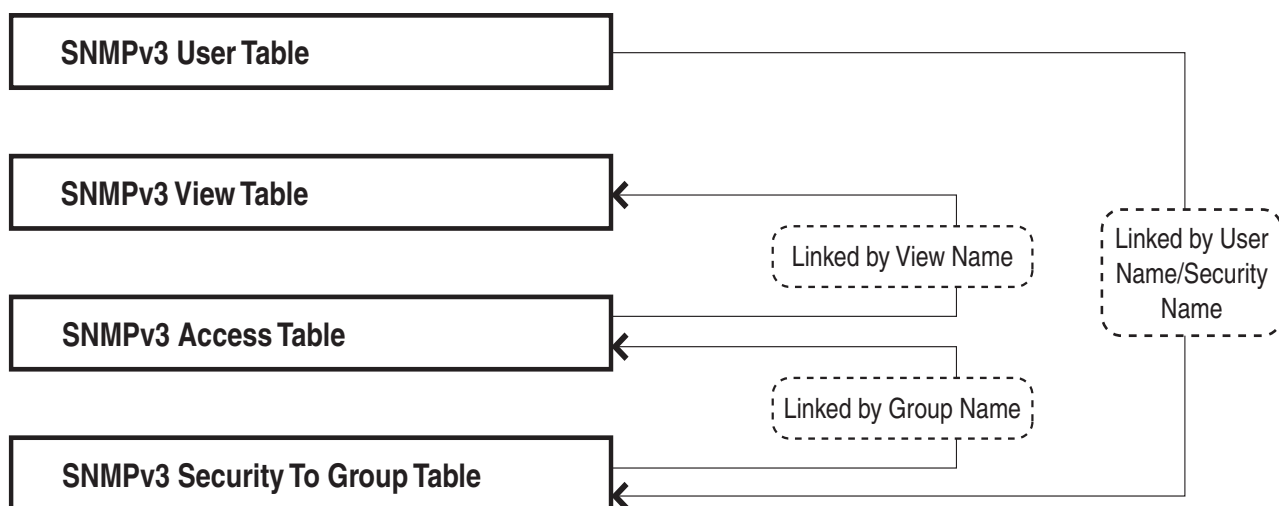 SNMPv3 User Table
SNMPv3 View Table
Linked by View Name
Linked by User
Name/Security
Name
SNMPv3 Access Table
Linked by Group Name
SNMPv3 Security To Group Table